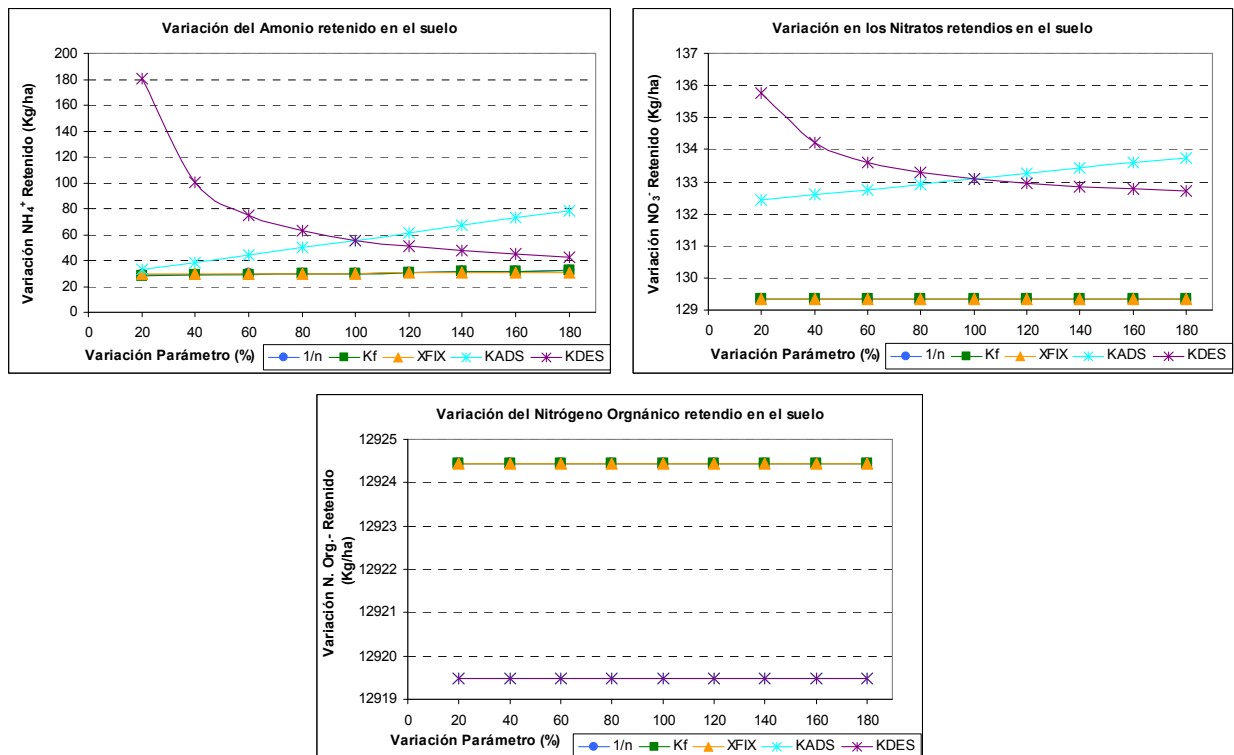 Variación del Amonio retenido en el suelo
Variación NH₄⁺ Retenido (Kg/ha)
200
180
160
140
120
100
80
60
40
20
0
0 20 40 60 80 100 120 140 160 180
Variación Parámetro (%)
1/n Kf XFIX KADS KDES
Variación en los Nitratos retendios en el suelo
Variación NO₃⁻ Retenido (Kg/ha)
137
136
135
134
133
132
131
130
129
0 20 40 60 80 100 120 140 160 180
Variación Parámetro (%)
1/n Kf XFIX KADS KDES
Variación del Nitrógeno Orgnánico retendio en el suelo
Variación N. Org.- Retenido
(Kg/ha)
12925
12924
12923
12922
12921
12920
12919
0 20 40 60 80 100 120 140 160 180
Variación Parámetro (%)
1/n Kf XFIX KADS KDES